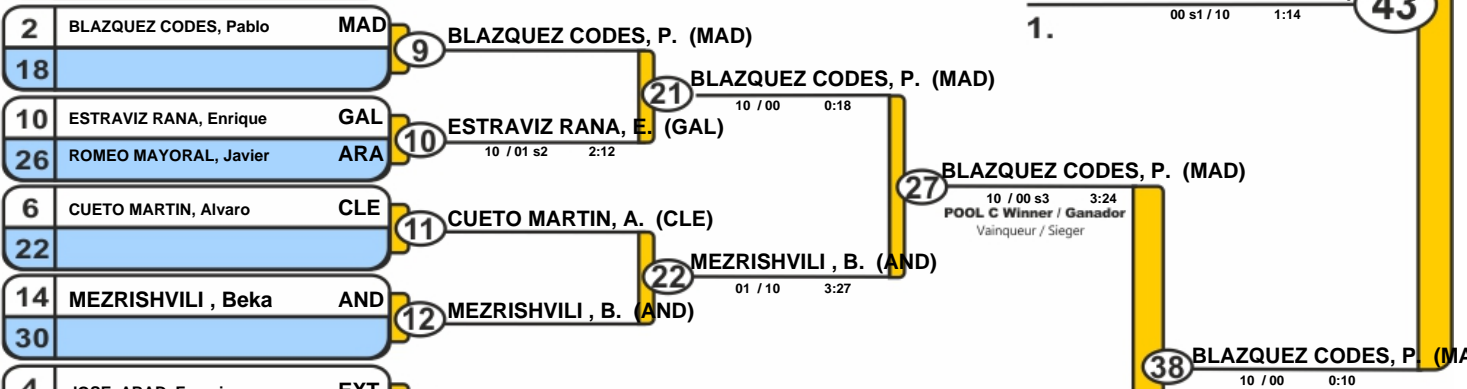 2 BLAZQUEZ CODES, Pablo MAD
18
9
BLAZQUEZ CODES, P. (MAD)
10 ESTRAVIZ RANA, Enrique GAL
26 ROMEO MAYORAL, Javier ARA
10
ESTRAVIZ RANA, E. (GAL)
10 / 01 s2 2:12
21
BLAZQUEZ CODES, P. (MAD)
10 / 00 0:18
6 CUETO MARTIN, Alvaro CLE
22
11
CUETO MARTIN, A. (CLE)
14 MEZRISHVILI , Beka AND
30
12
MEZRISHVILI , B. (AND)
22
MEZRISHVILI , B. (AND)
01 / 10 3:27
27
BLAZQUEZ CODES, P. (MAD)
10 / 00 s3 3:24
POOL C Winner / Ganador
Vainqueur / Sieger
00 s1 / 10 1:14
43
1.
38
BLAZQUEZ CODES, P. (MA
10 / 00 0:10
4
EXT